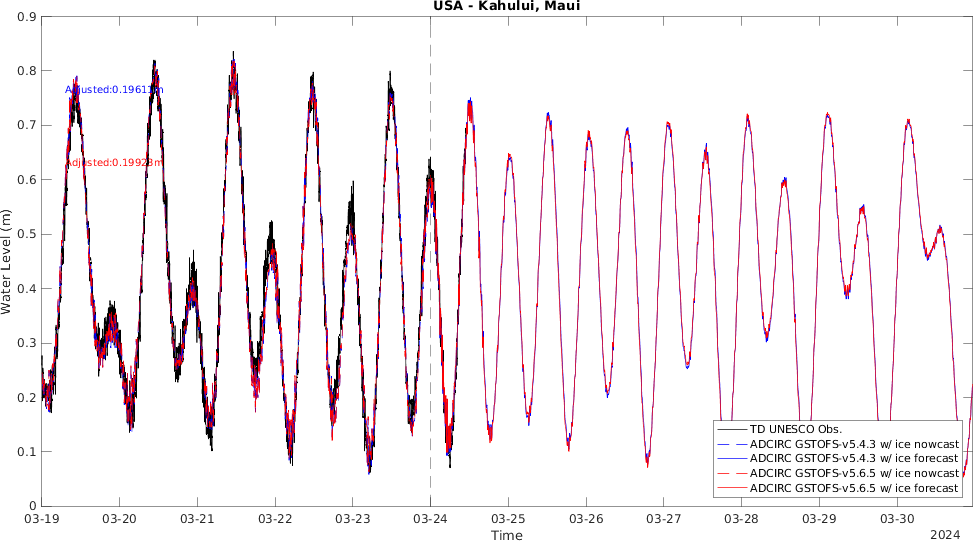 USA - Kahului, Maui
0.9
0.8
0.7
0.6
0.5
0.4
0.3
0.2
0.1
0
Water Level (m)
Adjusted:0.19611m
Adjusted:0.19923m
TD UNESCO Obs.
ADCIRC GSTOFS-v5.4.3 w/ ice nowcast
ADCIRC GSTOFS-v5.4.3 w/ ice forecast
ADCIRC GSTOFS-v5.6.5 w/ ice nowcast
ADCIRC GSTOFS-v5.6.5 w/ ice forecast
03-19 03-20 03-21 03-22 03-23 03-24 03-25 03-26 03-27 03-28 03-29 03-30
Time
2024